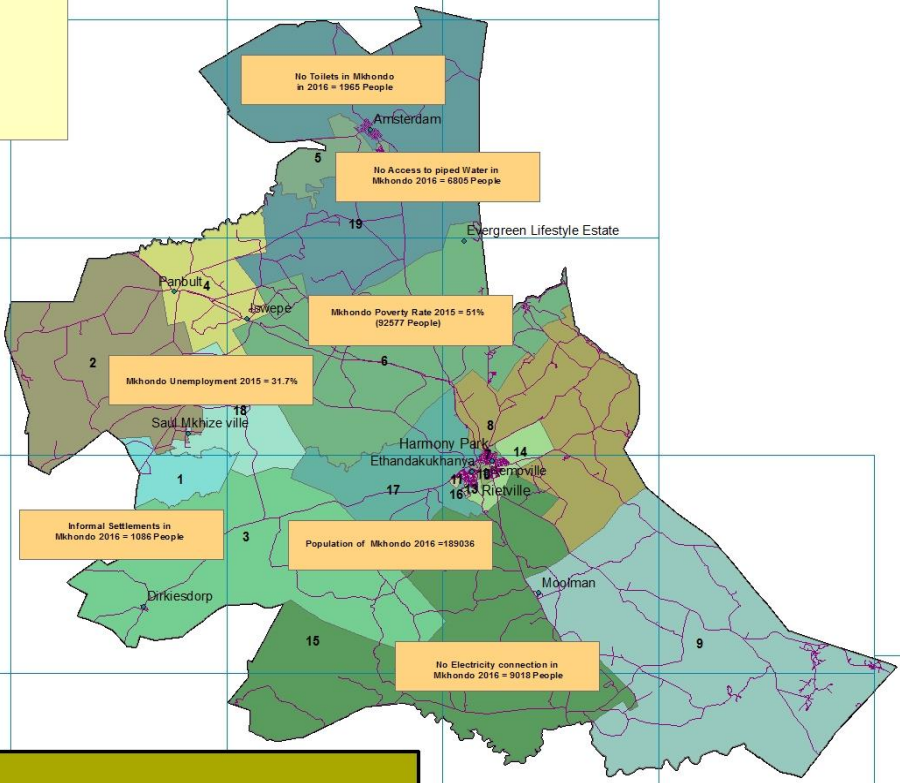 No Toilets in Mkhondo
in 2016 = 1965 People
Amsterdam
5
No Access to piped Water in
Mkhondo 2016 = 6805 People
19
Evergreen Lifestyle Estate
Panbult
4
Iswepe
Mkhondo Poverty Rate 2015 = 51%
(92577 People)
2
6
Mkhondo Unemployment 2015 = 31.7%
18
Saul Mkhize ville
8
Harmony Park
14
Ethandakukhanya
1
17
11
16
13
Rietville
Informal Settlements in
Mkhondo 2016 = 1086 People
3
Population of Mkhondo 2016 =189036
Moolman
Dirkiesdorp
15
9
No Electricity connection in
Mkhondo 2016 = 9018 People